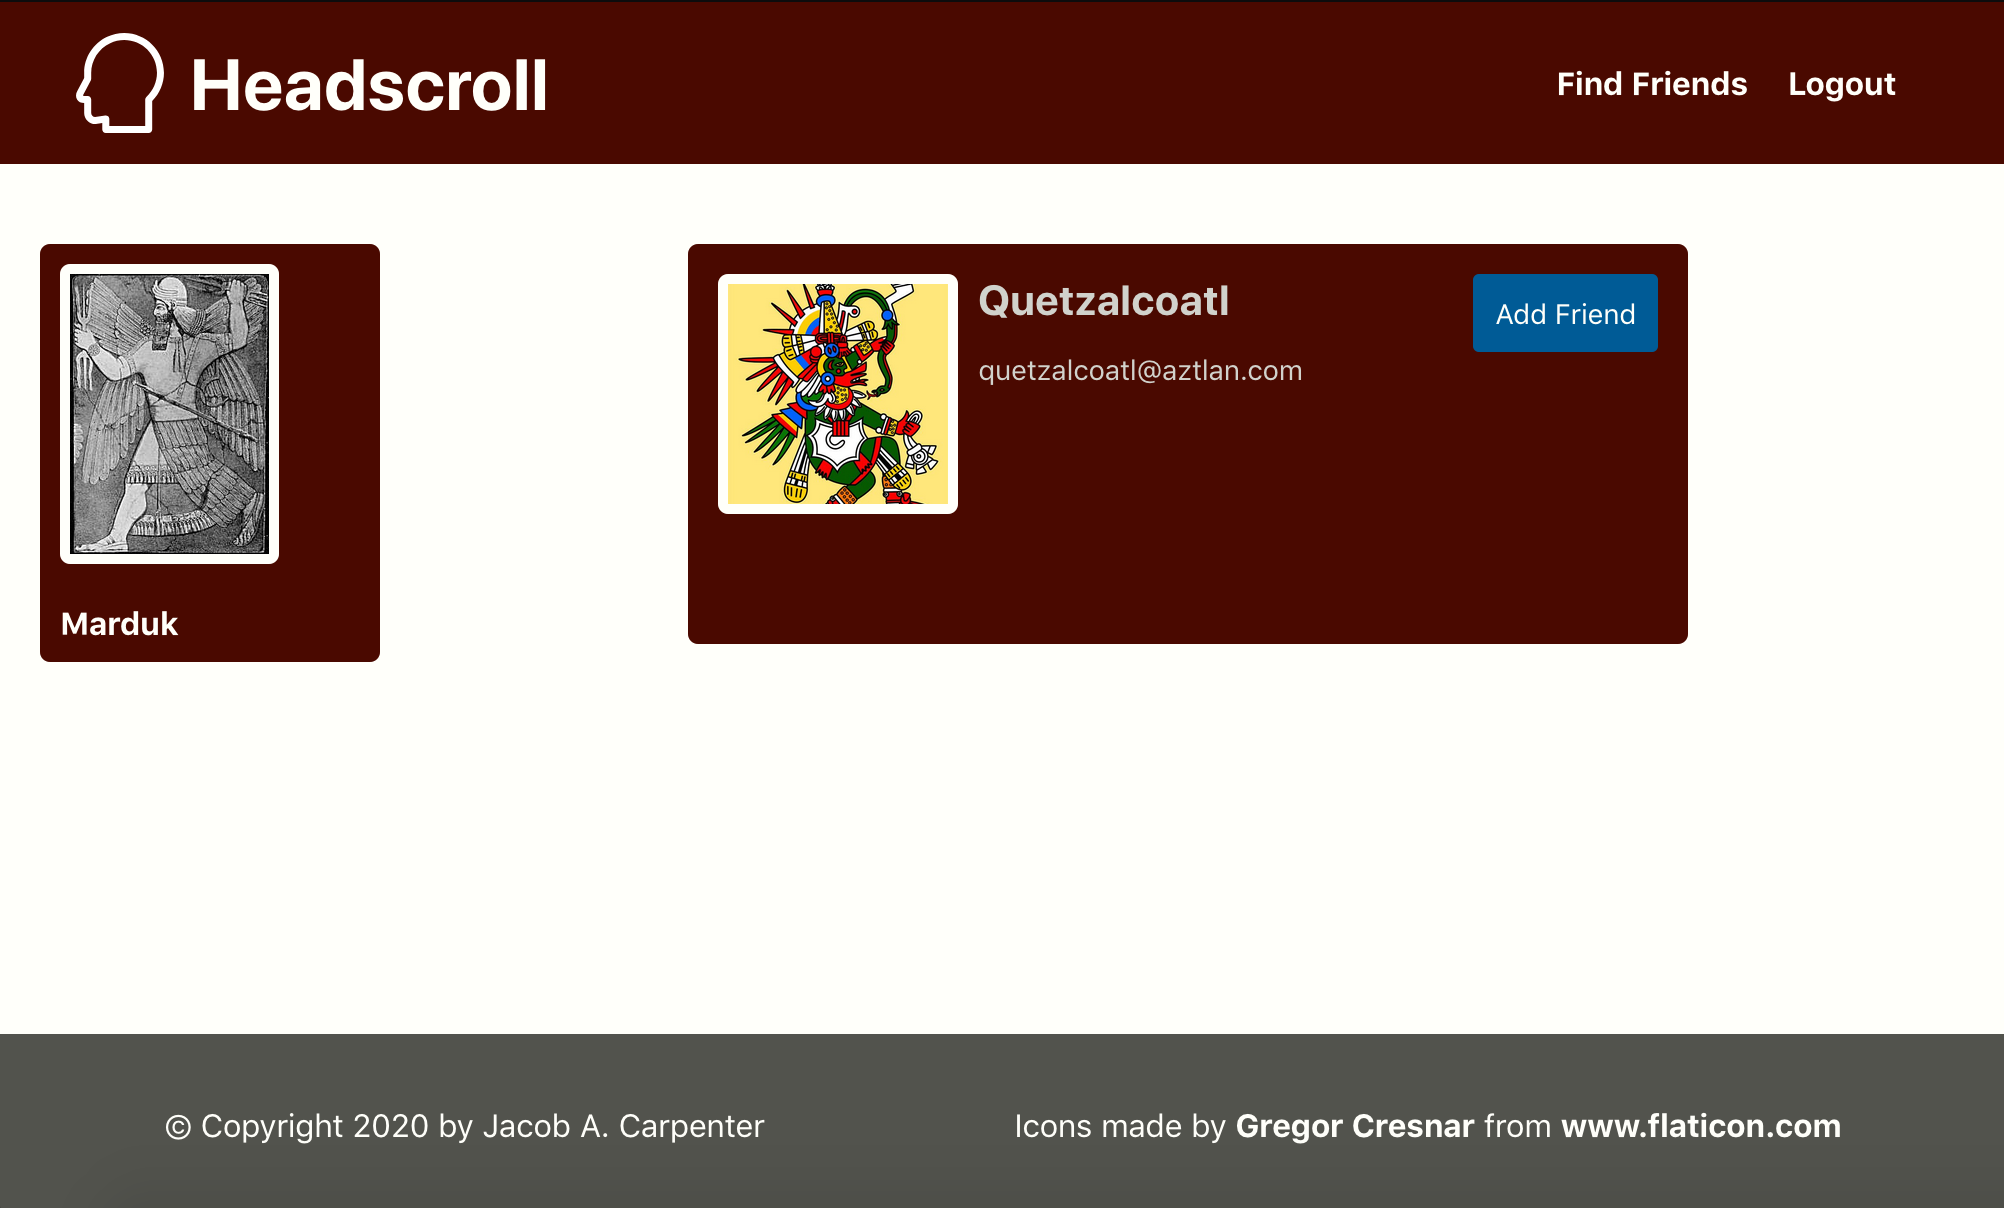 Headscroll
Find Friends
Logout
Marduk
Quetzalcoatl
quetzalcoatl@aztlan.com
Add Friend
© Copyright 2020 by Jacob A. Carpenter
Icons made by Gregor Cresnar from www.flaticon.com